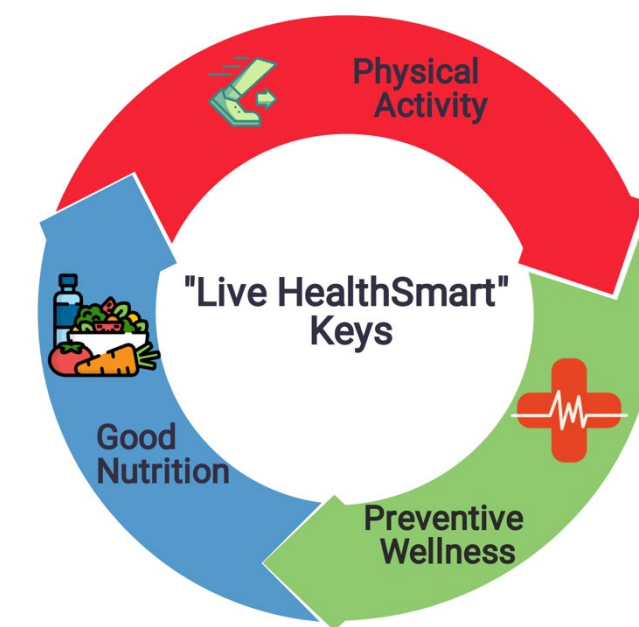 Physical
Activity
"Live HealthSmart"
Keys
Good
Nutrition
Preventive
Wellness